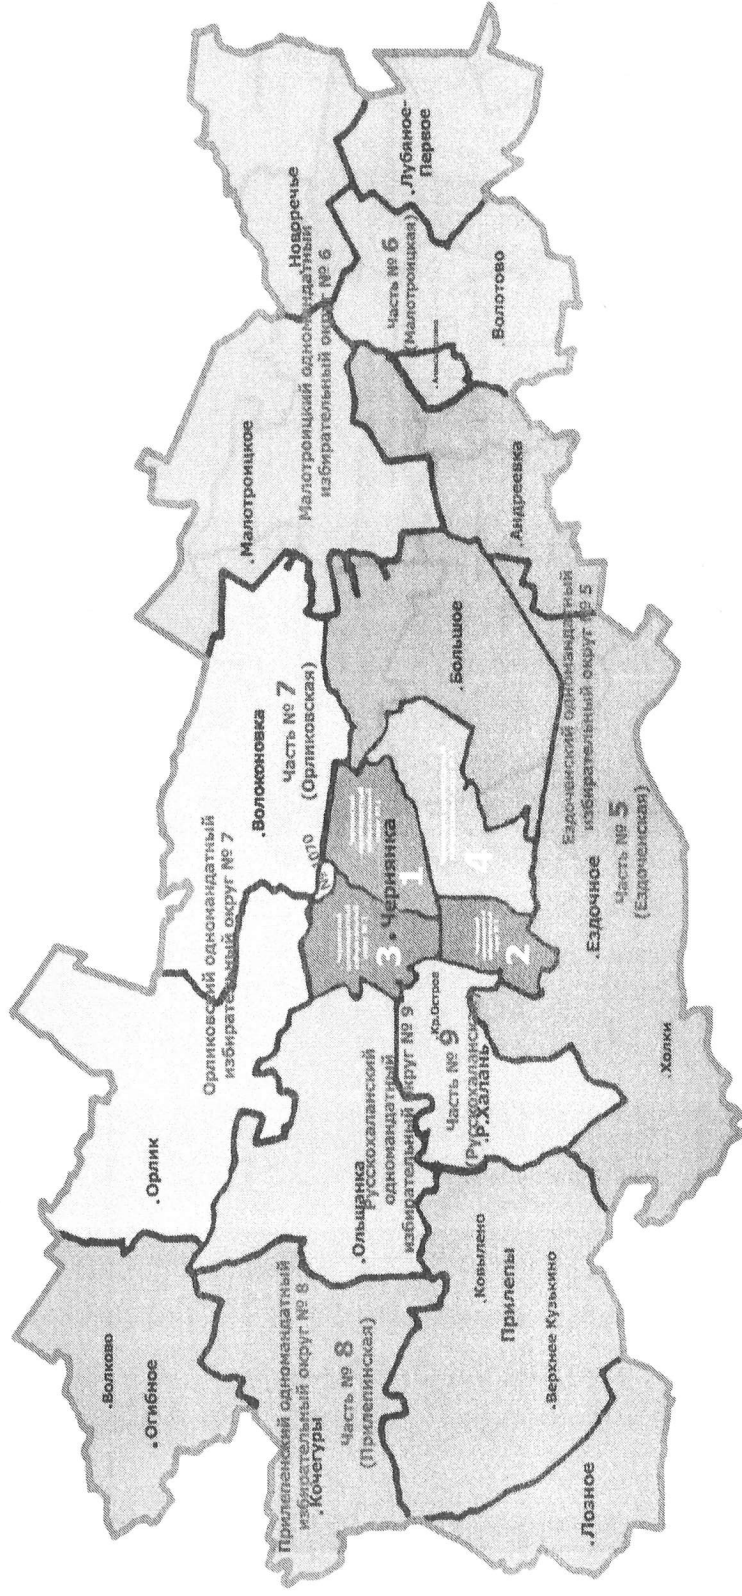 .Волково
.Огибное
.Орлик
Орликовский одномандатный
избирательный округ № 7
.Волоконовка
Часть № 7
(Орликовская)
.Малотроицкое
Малотроицкий одномандатный
избирательный округ № 6
.Новоречье
Прилепенский одномандатный
избирательный округ № 8
.Кочегуры
Часть № 8
(Прилепинская)
.Ольшанка
Русскохаланский
одномандатный
избирательный округ № 9
Часть № 9
.Р.Халань
.Кр.Остров
3
.Чернянка
1
№
1070
4
2
.Большое
Часть № 6
(Малотроицкая)
.Лубяное-
Первое
.Волотово
.Андреевка
.Ковылено
Прилепы
.Верхнее Кузькино
.Лозное
Ездоченский одномандатный
избирательный округ № 5
.Ездочное
Часть № 5
(Ездоченская)
.Холки